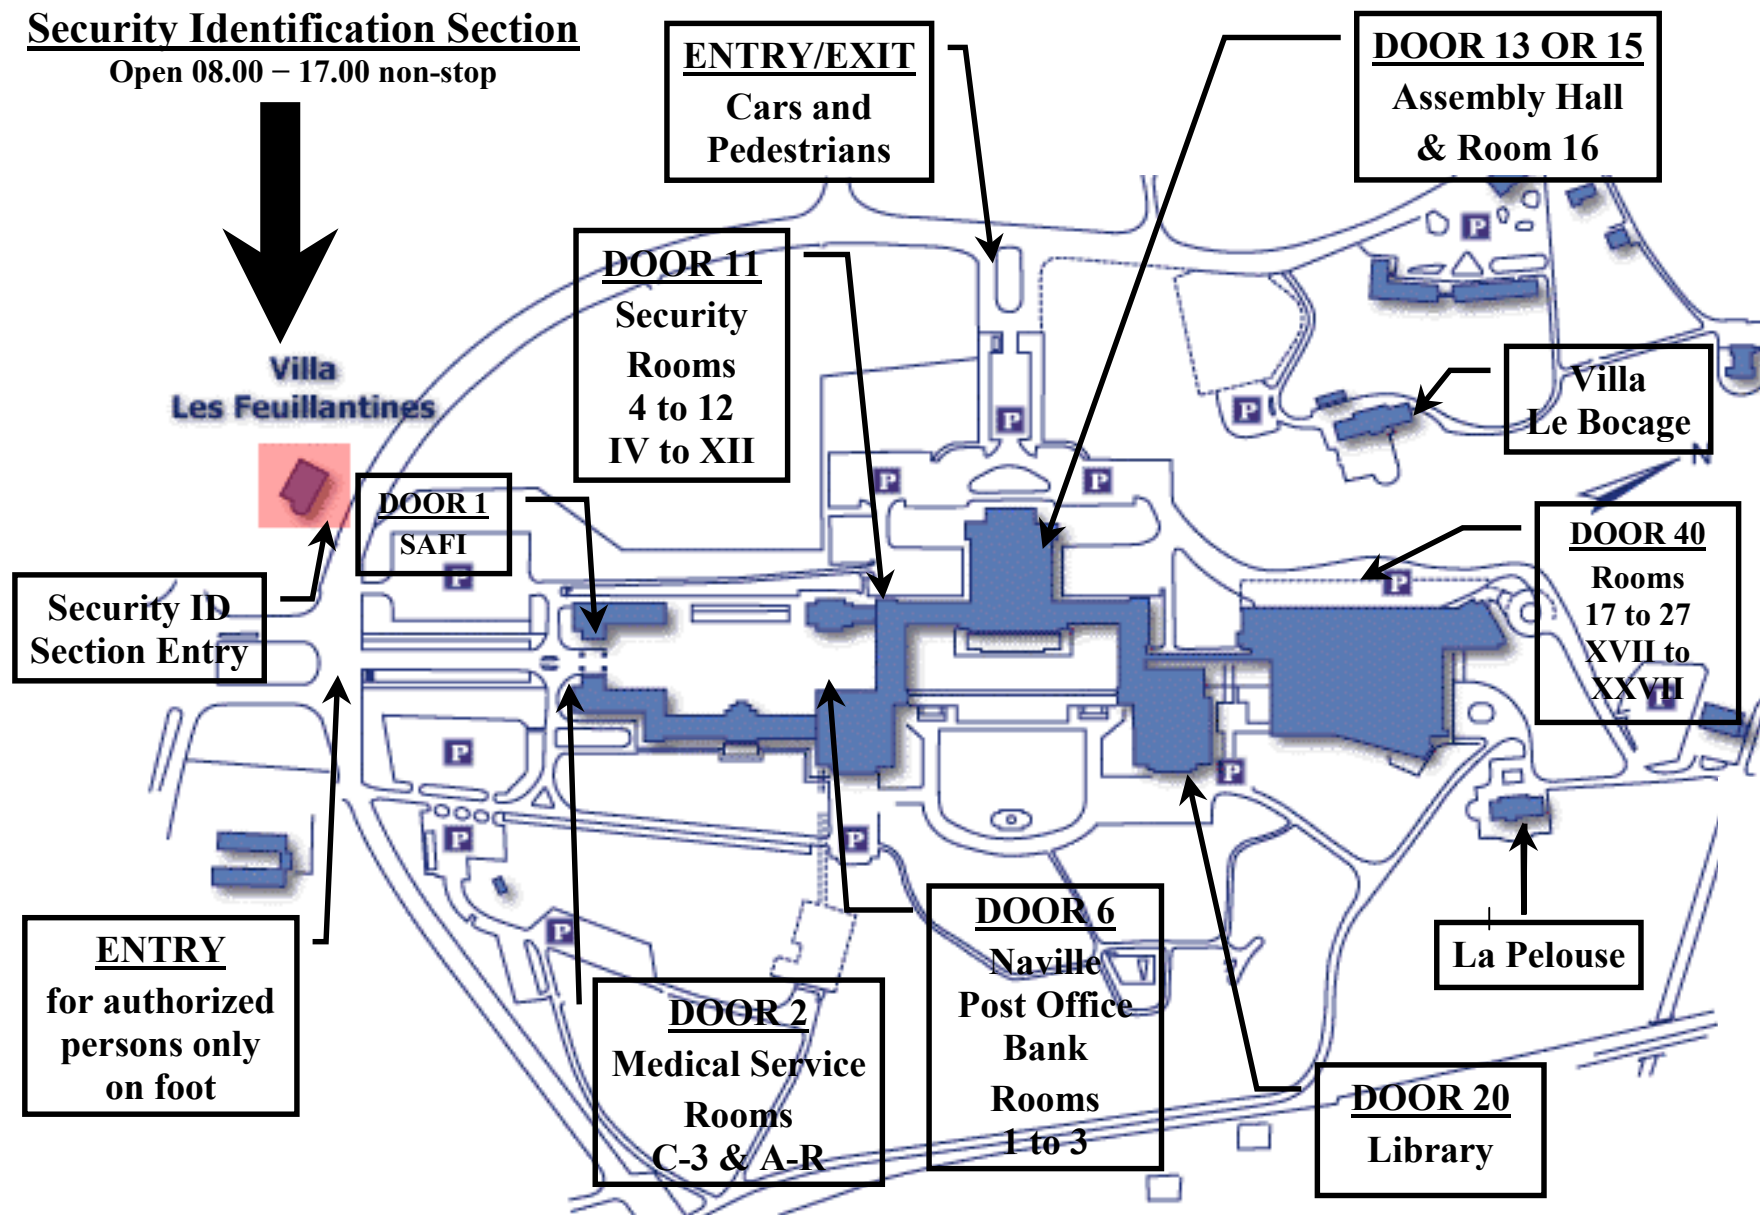 Security Identification Section
Open 08.00 – 17.00 non-stop
ENTRY/EXIT
Cars and
Pedestrians
DOOR 13 OR 15
Assembly Hall
& Room 16
DOOR 11
Security
Rooms
4 to 12
IV to XII
Villa
Les Feuillantines
Villa
Le Bocage
N
DOOR 1
SAFI
DOOR 40
Rooms
17 to 27
XVII to
XXVII
Security ID
Section Entry
ENTRY
for authorized
persons only
on foot
DOOR 2
Medical Service
Rooms
C-3 & A-R
DOOR 6
Naville
Post Office
Bank
Rooms
1 to 3
La Pelouse
DOOR 20
Library
P
P
P
P
P
P
P
P
P
P
P
P
P